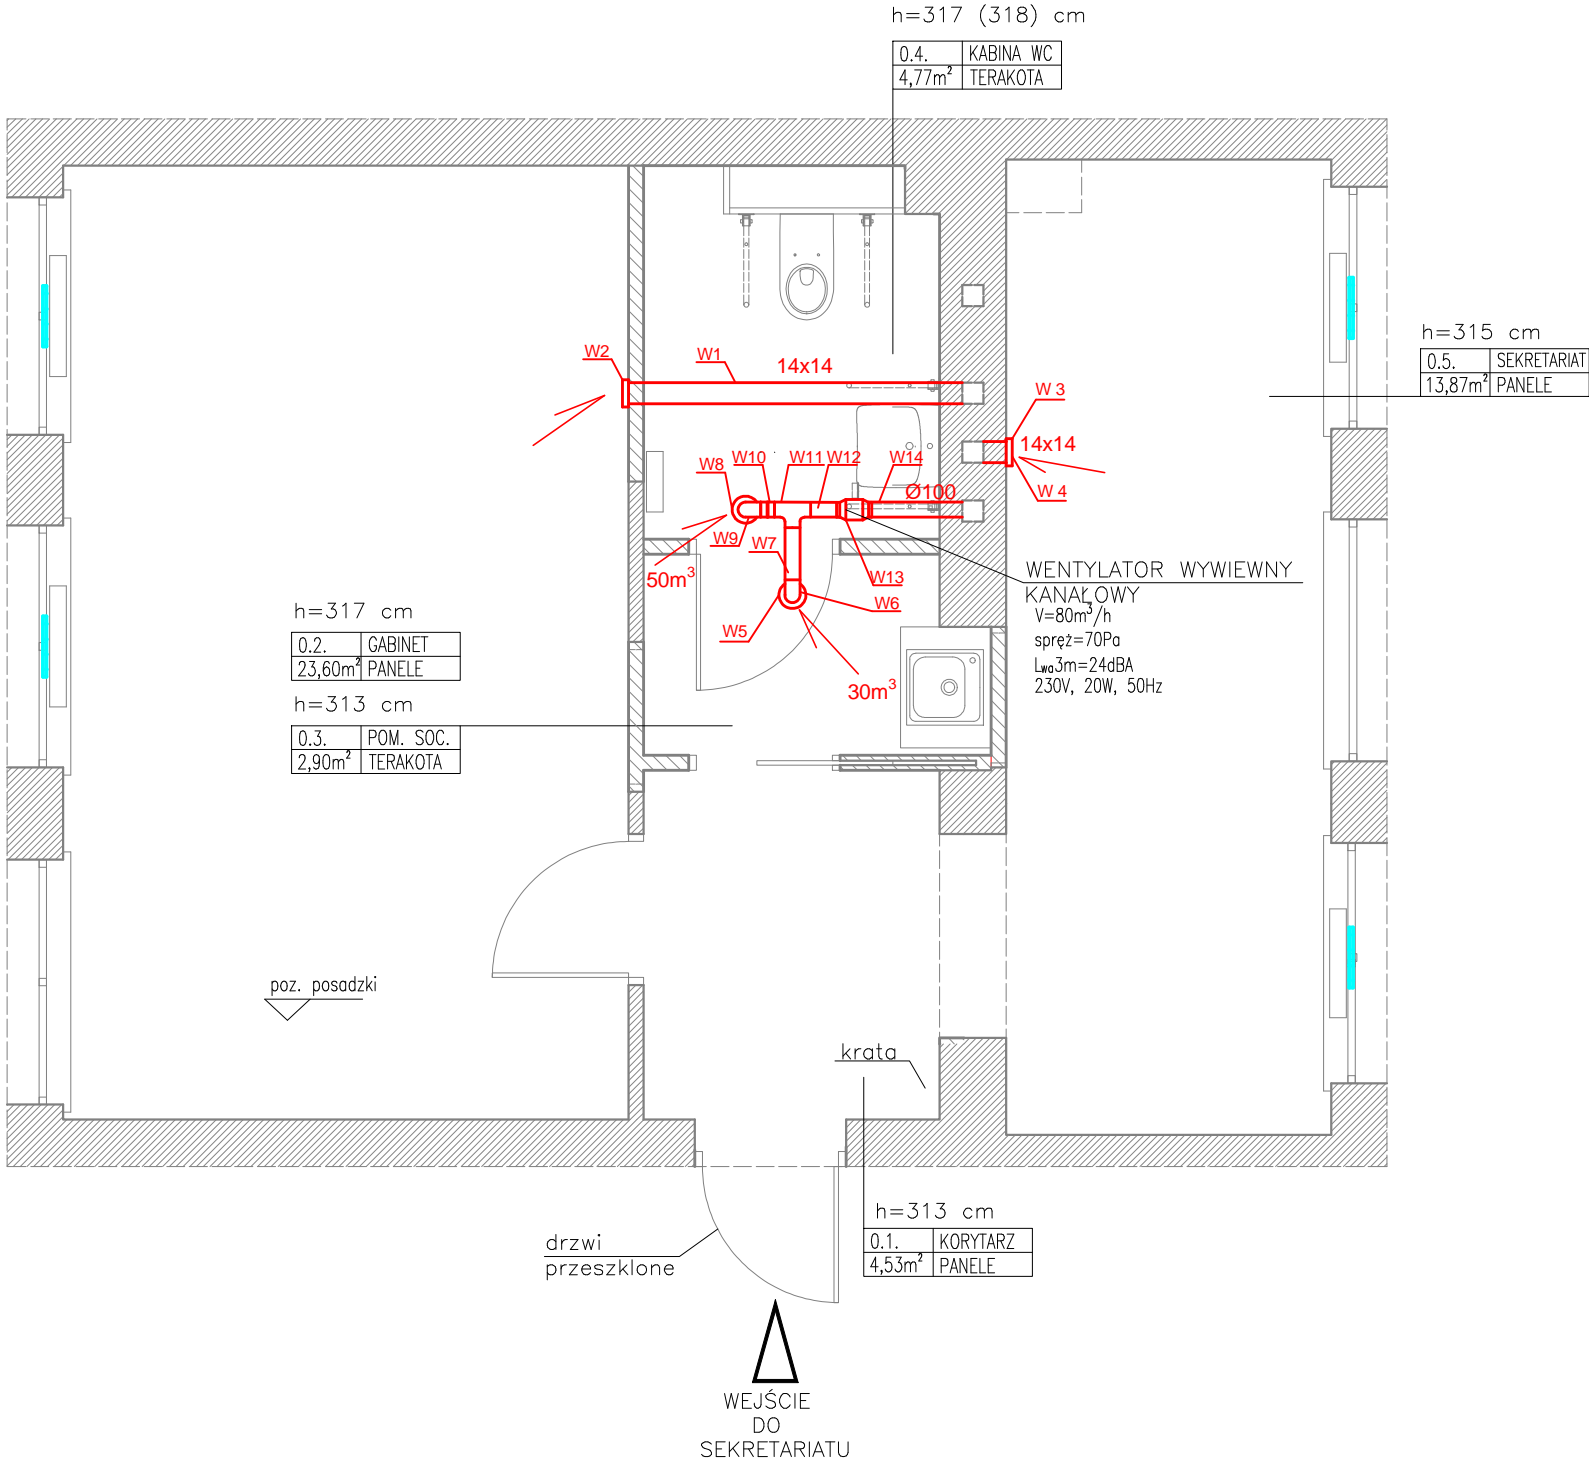 h=317 (318) cm
0.4. KABINA WC
4,77m² TERAKOTA
h=315 cm
0.5. SEKRETARIAT
13,87m² PANELE
W2
W1
14x14
W 3
14x14
W 4
W8
W10
W11
W12
W14
Ø100
W9
W7
50m³
W13
W6
W5
30m³
WENTYLATOR WYWIEWNY
KANAŁOWY
V=80m³/h
spręż=70Pa
Lwa3m=24dBA
230V, 20W, 50Hz
h=317 cm
0.2. GABINET
23,60m² PANELE
h=313 cm
0.3. POM. SOC.
2,90m² TERAKOTA
poz. posadzki
krata
h=313 cm
0.1. KORYTARZ
4,53m² PANELE
drzwi
przeszklone
WEJŚCIE
DO
SEKRETARIATU